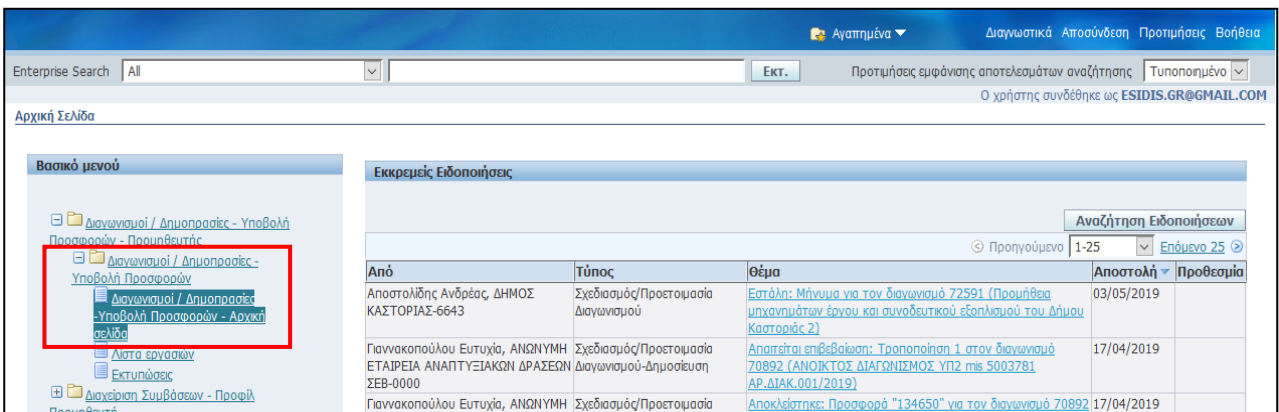 Αγαπημένα Διαγνωστικά Αποσύνδεση Προτιμήσεις Βοήθεια
Enterprise Search All Εκτ. Προτιμήσεις εμφάνισης αποτελεσμάτων αναζήτησης Τυποποιημένο
Ο χρήστης συνδέθηκε ως ESIDIS.GR@GMAIL.COM
Αρχική Σελίδα
Βασικό μενού
Διαγωνισμοί / Δημοπρασίες - Υποβολή
Προσφορών - Προμηθευτής
Διαγωνισμοί / Δημοπρασίες -
Υποβολή Προσφορών
Διαγωνισμοί / Δημοπρασίες
-Υποβολή Προσφορών - Αρχική
σελίδα
Λίστα εργασιών
Εκτυπώσεις
Διαχείριση Συμβάσεων - Προφίλ
Προμηθευτή
Εκκρεμείς Ειδοποιήσεις
Αναζήτηση Ειδοποιήσεων
Προηγούμενο 1-25 Επόμενο 25
Από Τύπος Θέμα Αποστολή Προθεσμία
Αποστολίδης Ανδρέας, ΔΗΜΟΣ Σχεδιασμός/Προετοιμασία Εστάλη: Μήνυμα για τον διαγωνισμό 72591 (Προμήθεια 03/05/2019
ΚΑΣΤΟΡΙΑΣ-6643 Διαγωνισμού μηχανημάτων έργου και συνοδευτικού εξοπλισμού του Δήμου
Καστοριάς 2)
Γιαννακοπούλου Ευτυχία, ΑΝΩΝΥΜΗ Σχεδιασμός/Προετοιμασία Απαιτείται επιβεβαίωση: Τροποποίηση 1 στον διαγωνισμό 17/04/2019
ΕΤΑΙΡΕΙΑ ΑΝΑΠΤΥΞΙΑΚΩΝ ΔΡΑΣΕΩΝ Διαγωνισμού-Δημοσίευση 70892 (ΑΝΟΙΚΤΟΣ ΔΙΑΓΩΝΙΣΜΟΣ ΥΠ2 mis 5003781
ΣΕΒ-0000 ΑΡ.ΔΙΑΚ.001/2019)
Γιαννακοπούλου Ευτυχία, ΑΝΩΝΥΜΗ Σχεδιασμός/Προετοιμασία Αποκλείστηκε: Προσφορά "134650" για τον διαγωνισμό 70892 17/04/2019